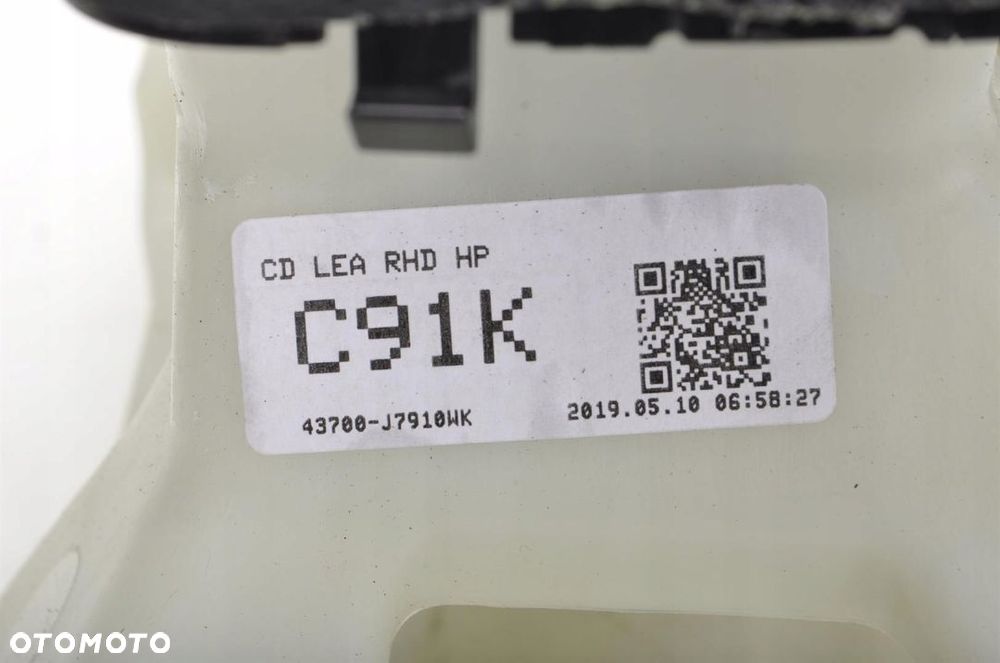 CD LEA RHD HP
C91K
43700-J7910WK
2019.05.10 06:58:27
OTOMOTO